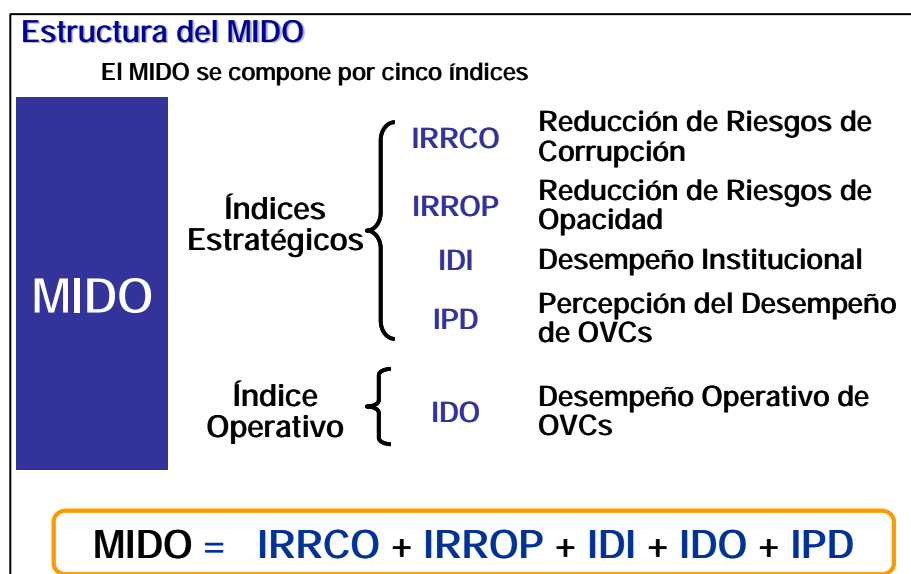 Estructura del MIDO
El MIDO se compone por cinco índices
MIDO
Índices
Estratégicos
IRRCO
Reducción de Riesgos de
Corrupción
IRROP
Reducción de Riesgos de
Opacidad
IDI
Desempeño Institucional
IPD
Percepción del Desempeño
de OVCs
Índice
Operativo
IDO
Desempeño Operativo de
OVCs
MIDO = IRRCO + IRROP + IDI + IDO + IPD